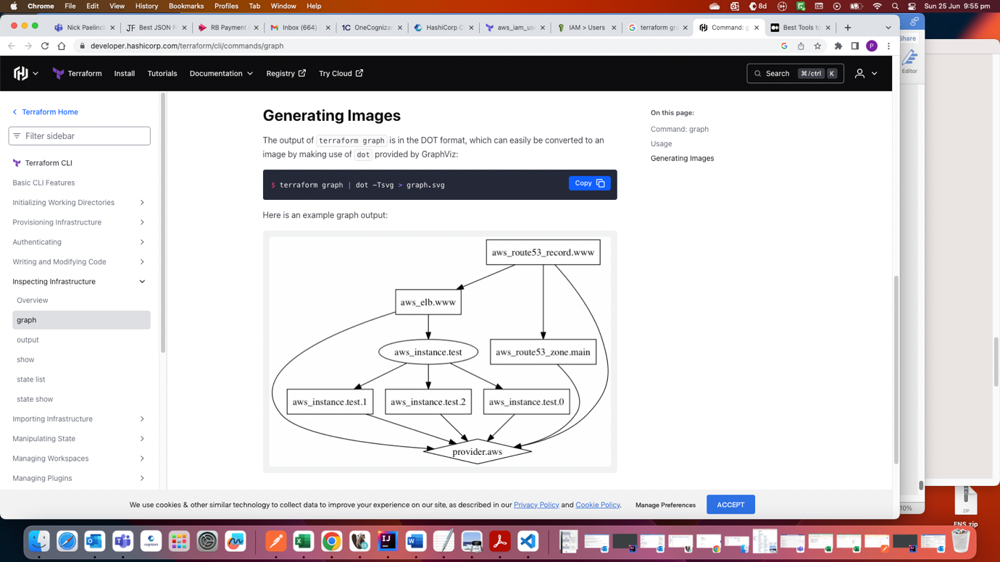 Chrome File Edit View History Bookmarks Profiles Tab Window Help 8d Sun 25 Jun 9:55 pm
Nick Paelinck
Best JSON F
RB Payment
Inbox (664)
OneCogniza
HashiCorp C
aws_iam_us
IAM > Users
terraform gr
Command: g
Best Tools to
Share
developer.hashicorp.com/terraform/cli/commands/graph
P
Editor
Terraform Install Tutorials Documentation Registry Try Cloud Search ⌘/ctrl K
Terraform Home
Filter sidebar
Terraform CLI
Basic CLI Features
Initializing Working Directories
Provisioning Infrastructure
Authenticating
Writing and Modifying Code
Inspecting Infrastructure
Overview
graph
output
show
state list
state show
Importing Infrastructure
Manipulating State
Managing Workspaces
Managing Plugins
Generating Images
The output of terraform graph is in the DOT format, which can easily be converted to an
image by making use of dot provided by GraphViz:
$ terraform graph | dot -Tsvg > graph.svg
Copy
Here is an example graph output:
aws_route53_record.www
aws_elb.www
aws_instance.test
aws_route53_zone.main
aws_instance.test.1
aws_instance.test.2
aws_instance.test.0
provider.aws
On this page:
Command: graph
Usage
Generating Images
We use cookies & other similar technology to collect data to improve your experience on our site, as described in our Privacy Policy and Cookie Policy. Manage Preferences ACCEPT
10%
ZIP
ENS.zip
cognizant